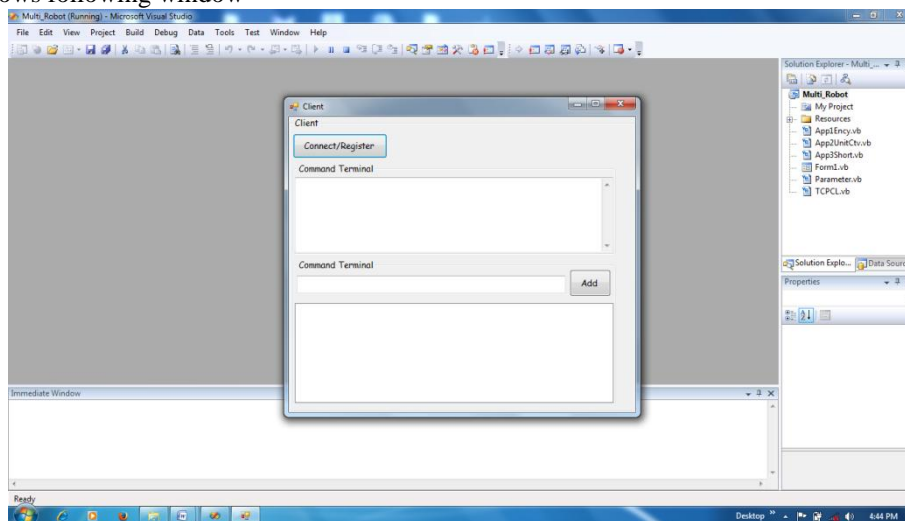 ows following window
Multi_Robot (Running) - Microsoft Visual Studio
File Edit View Project Build Debug Data Tools Test Window Help
Solution Explorer - Multi_...
Multi_Robot
My Project
Resources
App1Ency.vb
App2UnitCtv.vb
App3Short.vb
Form1.vb
Parameter.vb
TCPCL.vb
Client
Client
Connect/Register
Command Terminal
Command Terminal
Add
Solution Explo... Data Sourc
Properties
Immediate Window
Ready
Desktop 4:44 PM